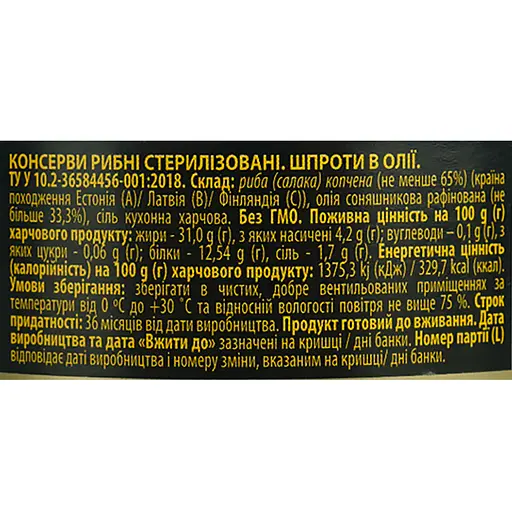 КОНСЕРВИ РИБНІ СТЕРИЛІЗОВАНІ. ШПРОТИ В ОЛІЇ.
ТУ У 10.2-36584456-001:2018. Склад: риба (салака) копчена (не менше 65%) (країна
походження Естонія (А)/ Латвія (В)/ Фінляндія (С)), олія соняшникова рафінована (не
більше 33,3%), сіль кухонна харчова. Без ГМО. Поживна цінність на 100 g (г)
харчового продукту: жири - 31,0 g (г), з яких насичені 4,2 g (г); вуглеводи – 0,1 g (г), з
яких цукри - 0,06 g (г); білки - 12,54 g (г), сіль - 1,7 g (г). Енергетична цінність
(калорійність) на 100 g (г) харчового продукту: 1375,3 kj (кДж) / 329,7 kcal (ккал).
Умови зберігання: зберігати в чистих, добре вентильованих приміщеннях за
температури від 0 ºС до +30 ˚С та відносній вологості повітря не вище 75 %. Строк
придатності: 36 місяців від дати виробництва. Продукт готовий до вживання. Дата
виробництва та дата «Вжити до» зазначені на кришці / дні банки. Номер партії (L)
відповідає даті виробництва і номеру зміни, вказаним на кришці/ дні банки.